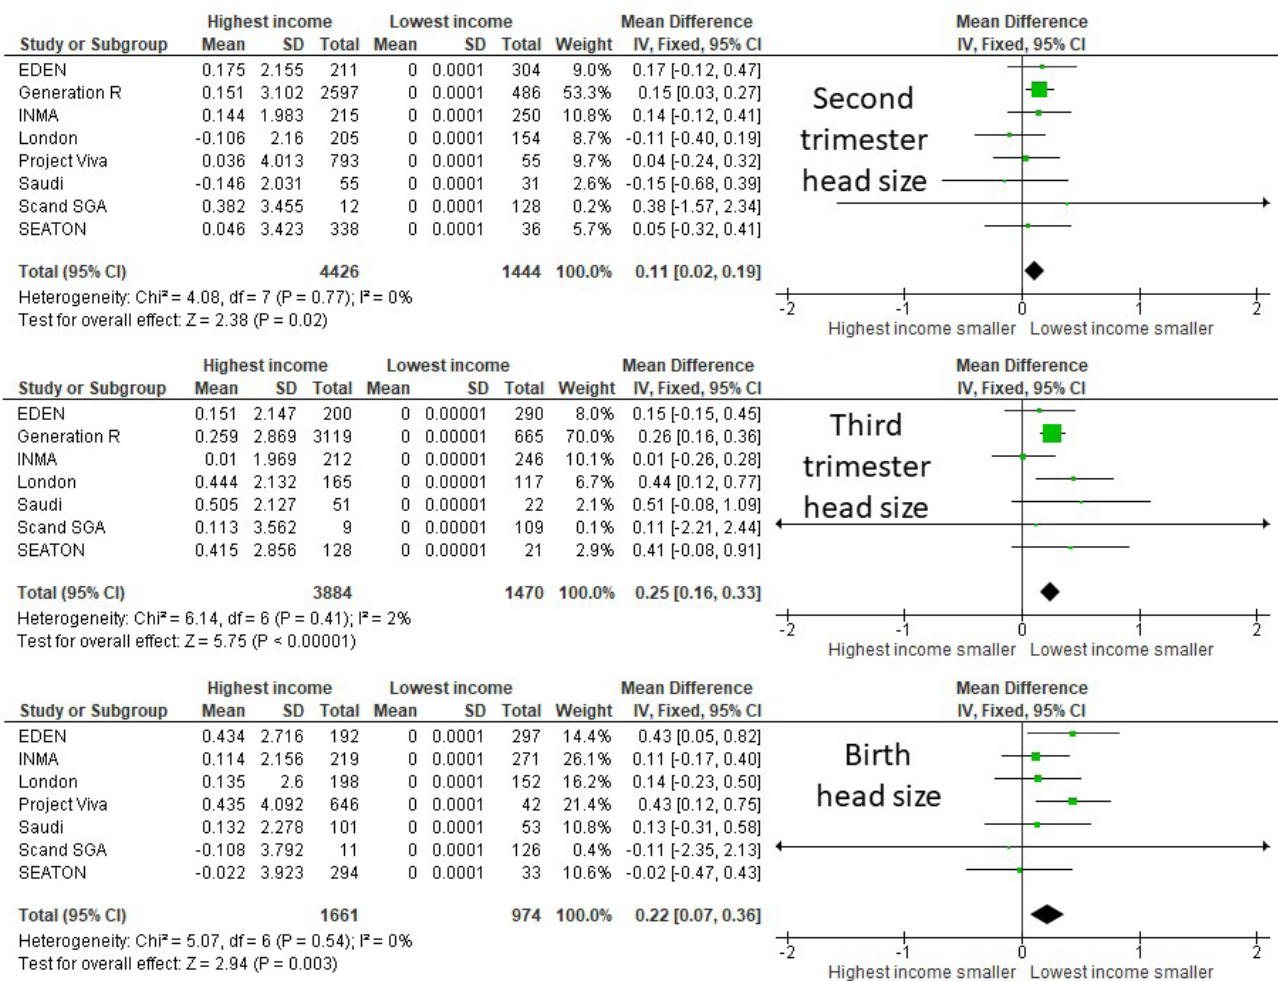 Highest income Lowest income Mean Difference Mean Difference
Study or Subgroup Mean SD Total Mean SD Total Weight IV, Fixed, 95% CI IV, Fixed, 95% CI
EDEN 0.175 2.155 211 0 0.0001 304 9.0% 0.17 [-0.12, 0.47]
Generation R 0.151 3.102 2597 0 0.0001 486 53.3% 0.15 [0.03, 0.27]
INMA 0.144 1.983 215 0 0.0001 250 10.8% 0.14 [-0.12, 0.41]
London -0.106 2.16 205 0 0.0001 154 8.7% -0.11 [-0.40, 0.19]
Project Viva 0.036 4.013 793 0 0.0001 55 9.7% 0.04 [-0.24, 0.32]
Saudi -0.146 2.031 55 0 0.0001 31 2.6% -0.15 [-0.68, 0.39]
Scand SGA 0.382 3.455 12 0 0.0001 128 0.2% 0.38 [-1.57, 2.34]
SEATON 0.046 3.423 338 0 0.0001 36 5.7% 0.05 [-0.32, 0.41]
Second
trimester
head size
Total (95% CI) 4426 1444 100.0% 0.11 [0.02, 0.19]
Heterogeneity: Chi² = 4.08, df = 7 (P = 0.77); I² = 0%
Test for overall effect: Z = 2.38 (P = 0.02)
-2 -1 0 1 2
Highest income smaller Lowest income smaller
Highest income Lowest income Mean Difference Mean Difference
Study or Subgroup Mean SD Total Mean SD Total Weight IV, Fixed, 95% CI IV, Fixed, 95% CI
EDEN 0.151 2.147 200 0 0.00001 290 8.0% 0.15 [-0.15, 0.45]
Generation R 0.259 2.869 3119 0 0.00001 665 70.0% 0.26 [0.16, 0.36]
INMA 0.01 1.969 212 0 0.00001 246 10.1% 0.01 [-0.26, 0.28]
London 0.444 2.132 165 0 0.00001 117 6.7% 0.44 [0.12, 0.77]
Saudi 0.505 2.127 51 0 0.00001 22 2.1% 0.51 [-0.08, 1.09]
Scand SGA 0.113 3.562 9 0 0.00001 109 0.1% 0.11 [-2.21, 2.44]
SEATON 0.415 2.856 128 0 0.00001 21 2.9% 0.41 [-0.08, 0.91]
Third
trimester
head size
Total (95% CI) 3884 1470 100.0% 0.25 [0.16, 0.33]
Heterogeneity: Chi² = 6.14, df = 6 (P = 0.41); I² = 2%
Test for overall effect: Z = 5.75 (P < 0.00001)
-2 -1 0 1 2
Highest income smaller Lowest income smaller
Highest income Lowest income Mean Difference Mean Difference
Study or Subgroup Mean SD Total Mean SD Total Weight IV, Fixed, 95% CI IV, Fixed, 95% CI
EDEN 0.434 2.716 192 0 0.0001 297 14.4% 0.43 [0.05, 0.82]
INMA 0.114 2.156 219 0 0.0001 271 26.1% 0.11 [-0.17, 0.40]
London 0.135 2.6 198 0 0.0001 152 16.2% 0.14 [-0.23, 0.50]
Project Viva 0.435 4.092 646 0 0.0001 42 21.4% 0.43 [0.12, 0.75]
Saudi 0.132 2.278 101 0 0.0001 53 10.8% 0.13 [-0.31, 0.58]
Scand SGA -0.108 3.792 11 0 0.0001 126 0.4% -0.11 [-2.35, 2.13]
SEATON -0.022 3.923 294 0 0.0001 33 10.6% -0.02 [-0.47, 0.43]
Birth
head size
Total (95% CI) 1661 974 100.0% 0.22 [0.07, 0.36]
Heterogeneity: Chi² = 5.07, df = 6 (P = 0.54); I² = 0%
Test for overall effect: Z = 2.94 (P = 0.003)
-2 -1 0 1 2
Highest income smaller Lowest income smaller